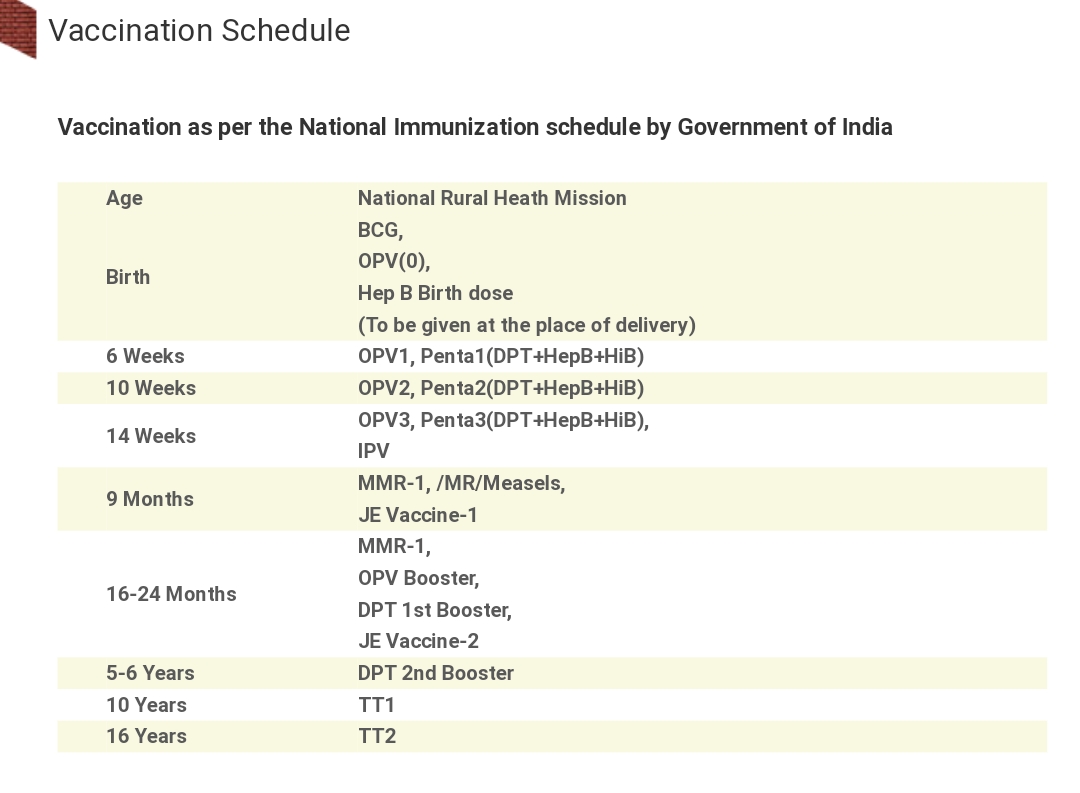 Vaccination Schedule
Vaccination as per the National Immunization schedule by Government of India
Age National Rural Heath Mission
Birth
BCG,
OPV(0),
Hep B Birth dose
(To be given at the place of delivery)
6 Weeks OPV1, Penta1(DPT+HepB+HiB)
10 Weeks OPV2, Penta2(DPT+HepB+HiB)
14 Weeks
OPV3, Penta3(DPT+HepB+HiB),
IPV
9 Months
MMR-1, /MR/Measels,
JE Vaccine-1
16-24 Months
MMR-1,
OPV Booster,
DPT 1st Booster,
JE Vaccine-2
5-6 Years DPT 2nd Booster
10 Years TT1
16 Years TT2